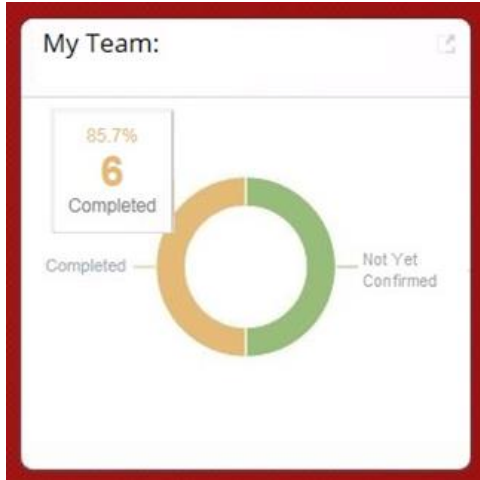 My Team:
85.7%
6
Completed
Completed
Not Yet
Confirmed